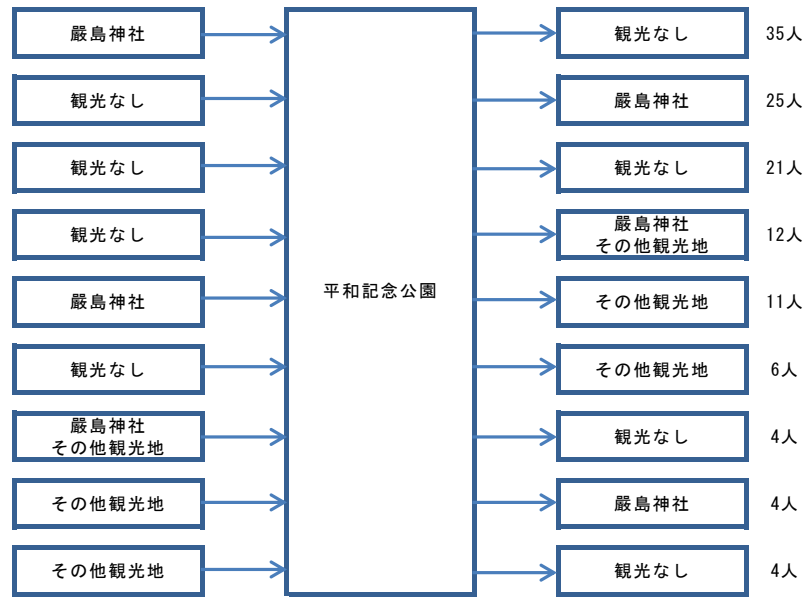 嚴島神社
観光なし
35人
観光なし
嚴島神社
25人
観光なし
観光なし
21人
観光なし
嚴島神社
その他観光地
12人
平和記念公園
嚴島神社
その他観光地
11人
観光なし
その他観光地
6人
嚴島神社
その他観光地
観光なし
4人
その他観光地
嚴島神社
4人
その他観光地
観光なし
4人